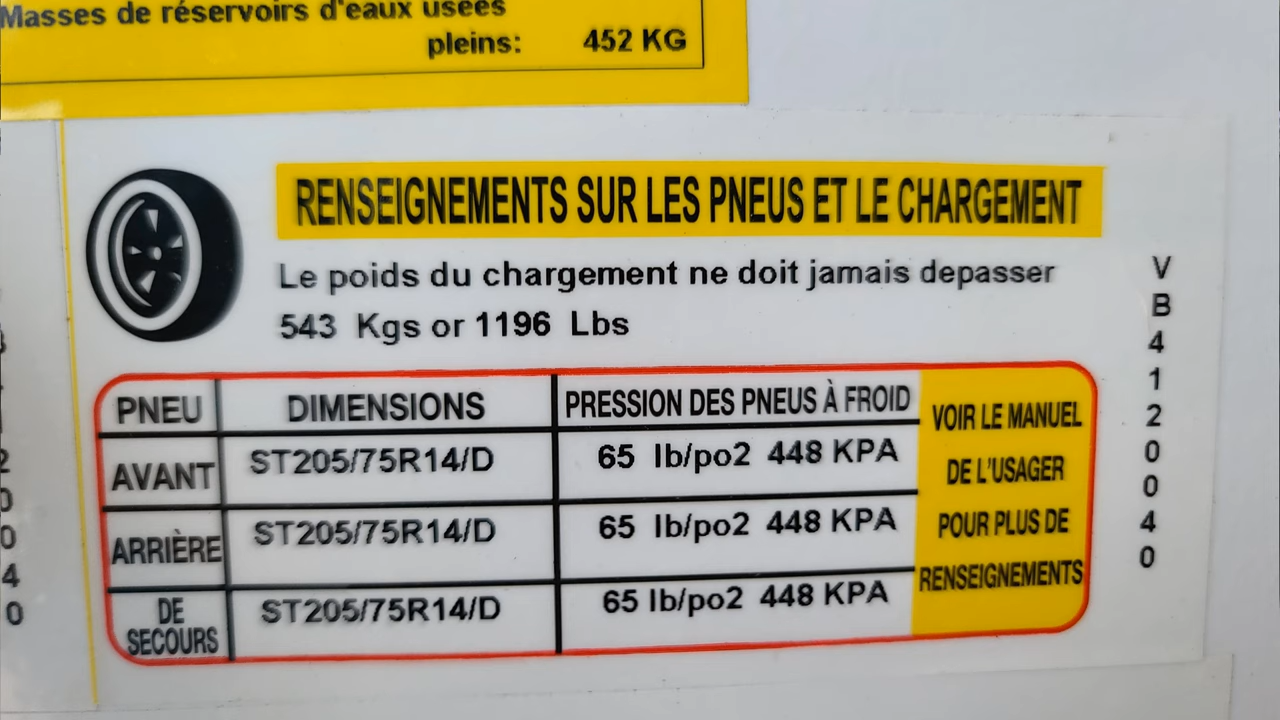 Masses de réservoirs d'eaux usées
pleins: 452 KG
RENSEIGNEMENTS SUR LES PNEUS ET LE CHARGEMENT
Le poids du chargement ne doit jamais depasser
543 Kgs or 1196 Lbs
PNEU DIMENSIONS PRESSION DES PNEUS À FROID
AVANT ST205/75R14/D 65 lb/po2 448 KPA
ARRIÈRE ST205/75R14/D 65 lb/po2 448 KPA
DE
SECOURS ST205/75R14/D 65 lb/po2 448 KPA
VOIR LE MANUEL
DE L'USAGER
POUR PLUS DE
RENSEIGNEMENTS
V
B
4
1
2
0
0
4
0